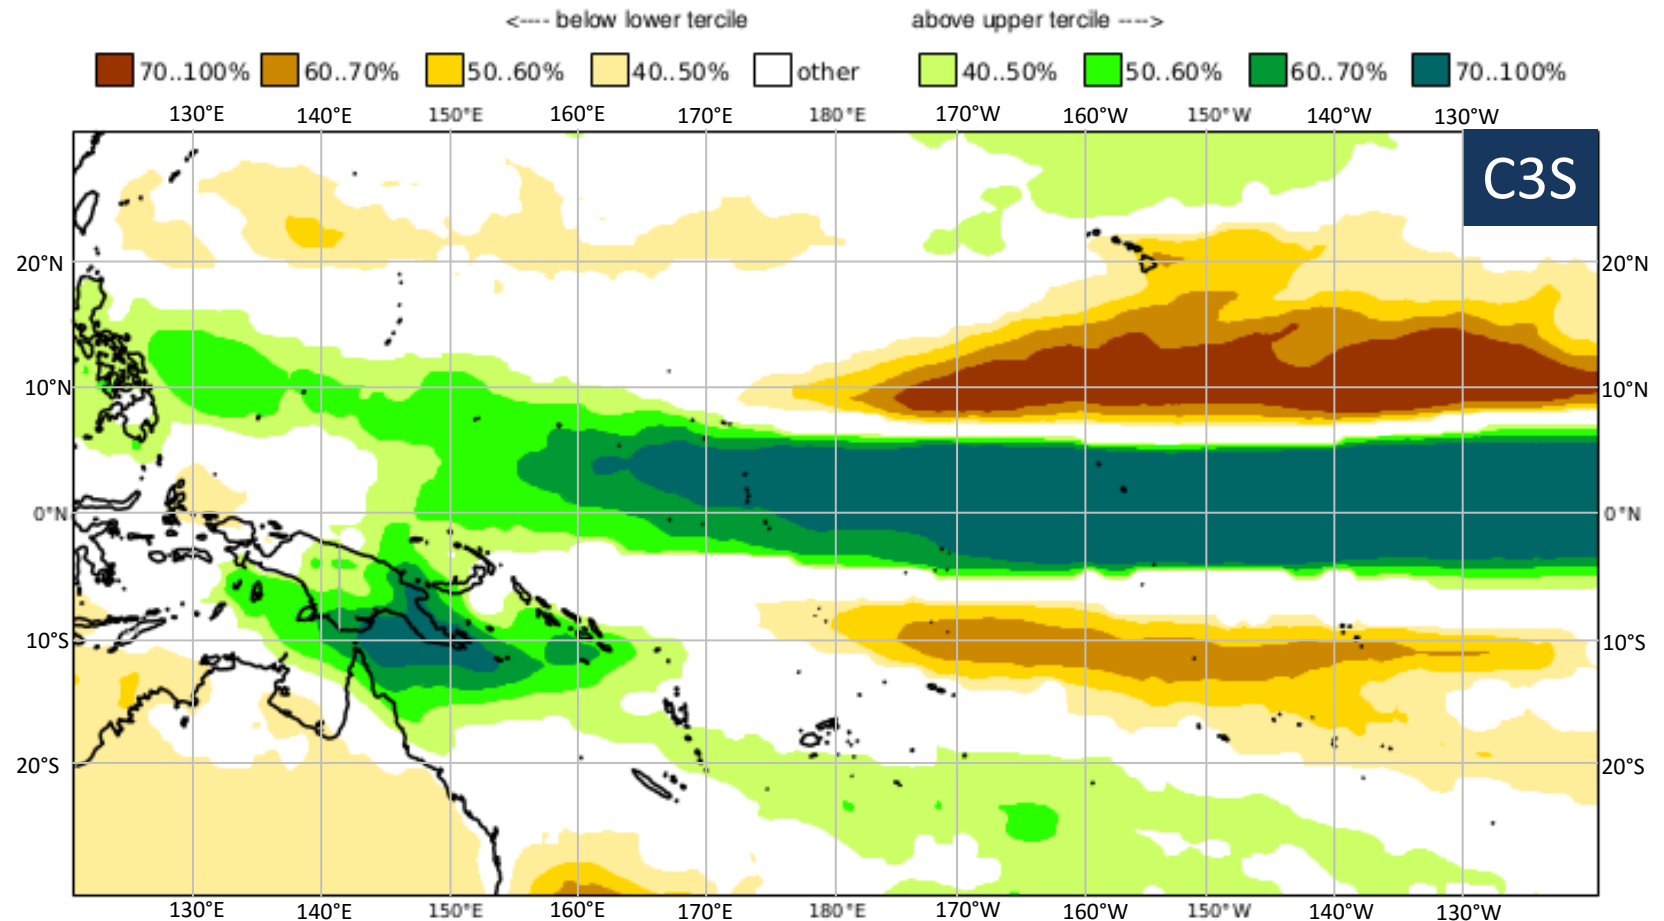 <---- below lower tercile above upper tercile ---->
70..100% 60..70% 50..60% 40..50% other 40..50% 50..60% 60..70% 70..100%
130°E 140°E 150°E 160°E 170°E 180°E 170°W 160°W 150°W 140°W 130°W
C3S
20°N 20°N
10°N 10°N
0°N 0°N
10°S 10°S
20°S 20°S
130°E 140°E 150°E 160°E 170°E 180°E 170°W 160°W 150°W 140°W 130°W